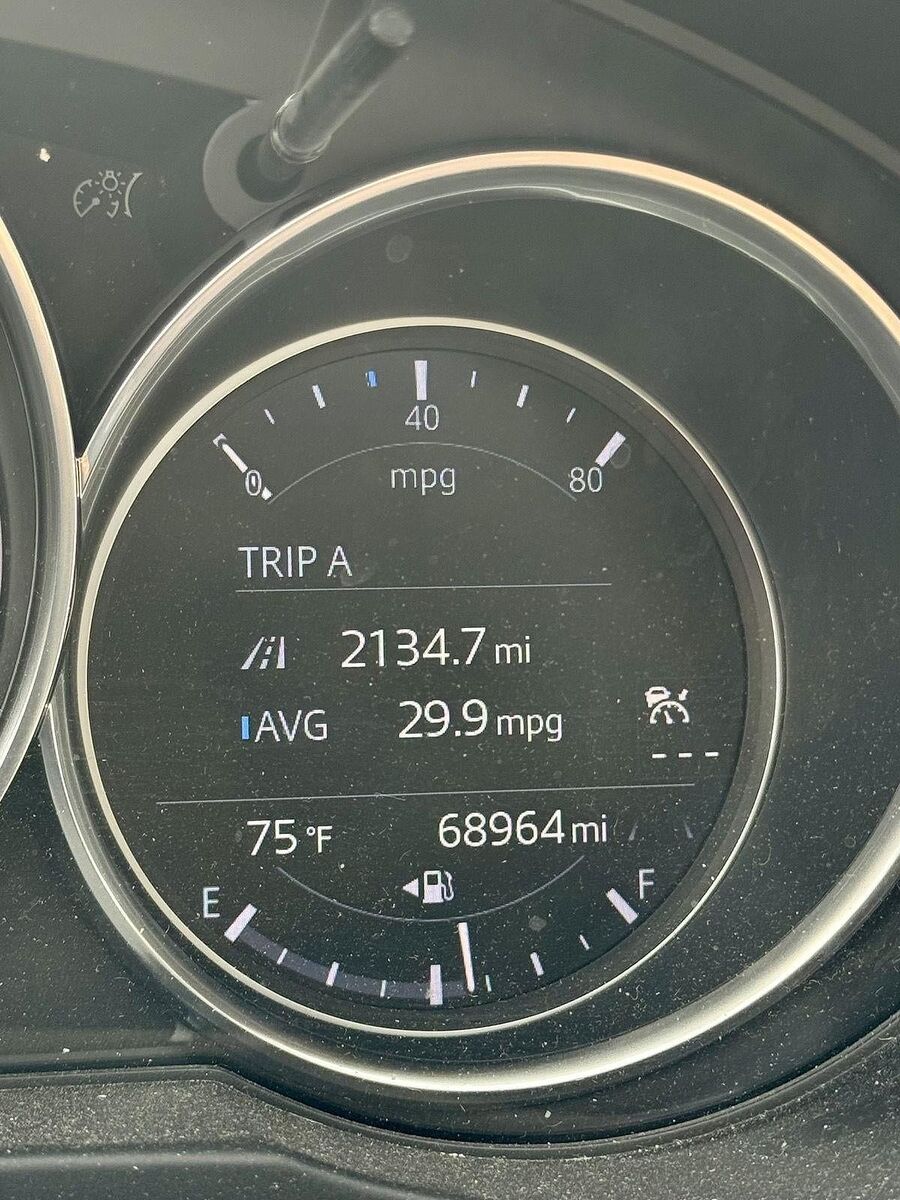 40
0
mpg
80
TRIP A
2134.7 mi
AVG 29.9 mpg
---
75 °F 68964 mi
E F